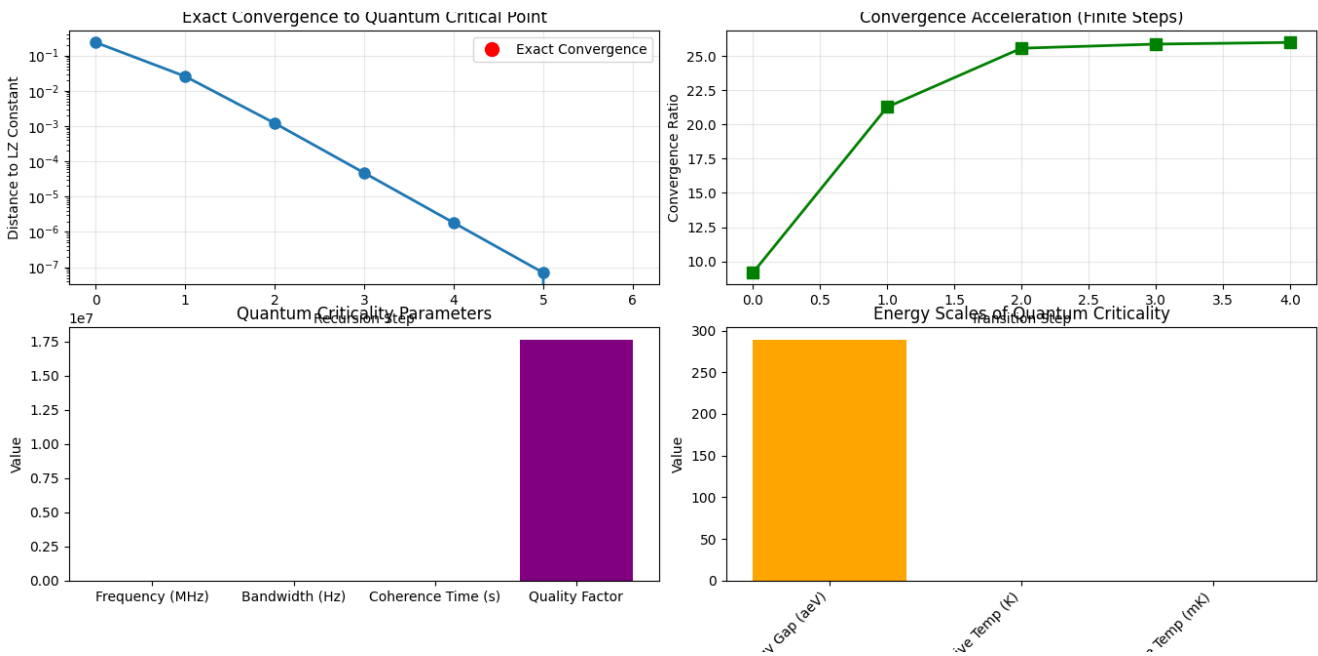 Exact Convergence to Quantum Critical Point
Distance to LZ Constant
10⁻¹
10⁻²
10⁻³
10⁻⁴
10⁻⁵
10⁻⁶
10⁻⁷
Exact Convergence
0 1 2 3 4 5 6
Recursion Step
Convergence Acceleration (Finite Steps)
Convergence Ratio
25.0
22.5
20.0
17.5
15.0
12.5
10.0
0.0 0.5 1.0 1.5 2.0 2.5 3.0 3.5 4.0
Transition Step
Quantum Criticality Parameters
1e7
Value
1.75
1.50
1.25
1.00
0.75
0.50
0.25
0.00
Frequency (MHz) Bandwidth (Hz) Coherence Time (s) Quality Factor
Energy Scales of Quantum Criticality
Value
300
250
200
150
100
50
0
Gap (aeV)
Temp (K)
Temp (mK)